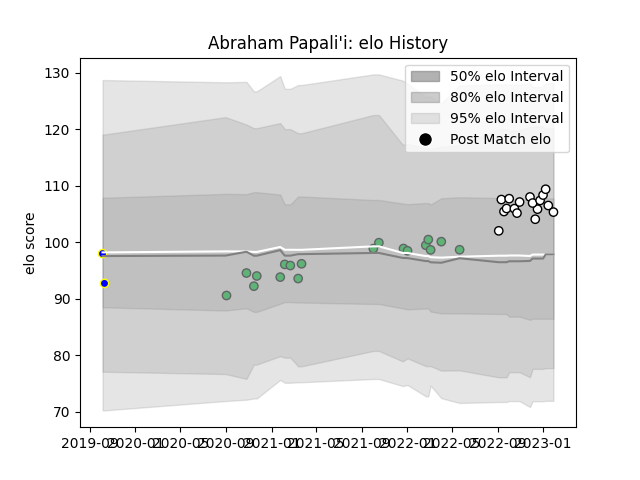 Abraham Papali'i: elo History
130
120
110
100
90
80
70
elo score
50% elo Interval
80% elo Interval
95% elo Interval
Post Match elo
2019-09 2020-01 2020-05 2020-09 2021-01 2021-05 2021-09 2022-01 2022-05 2022-09 2023-01